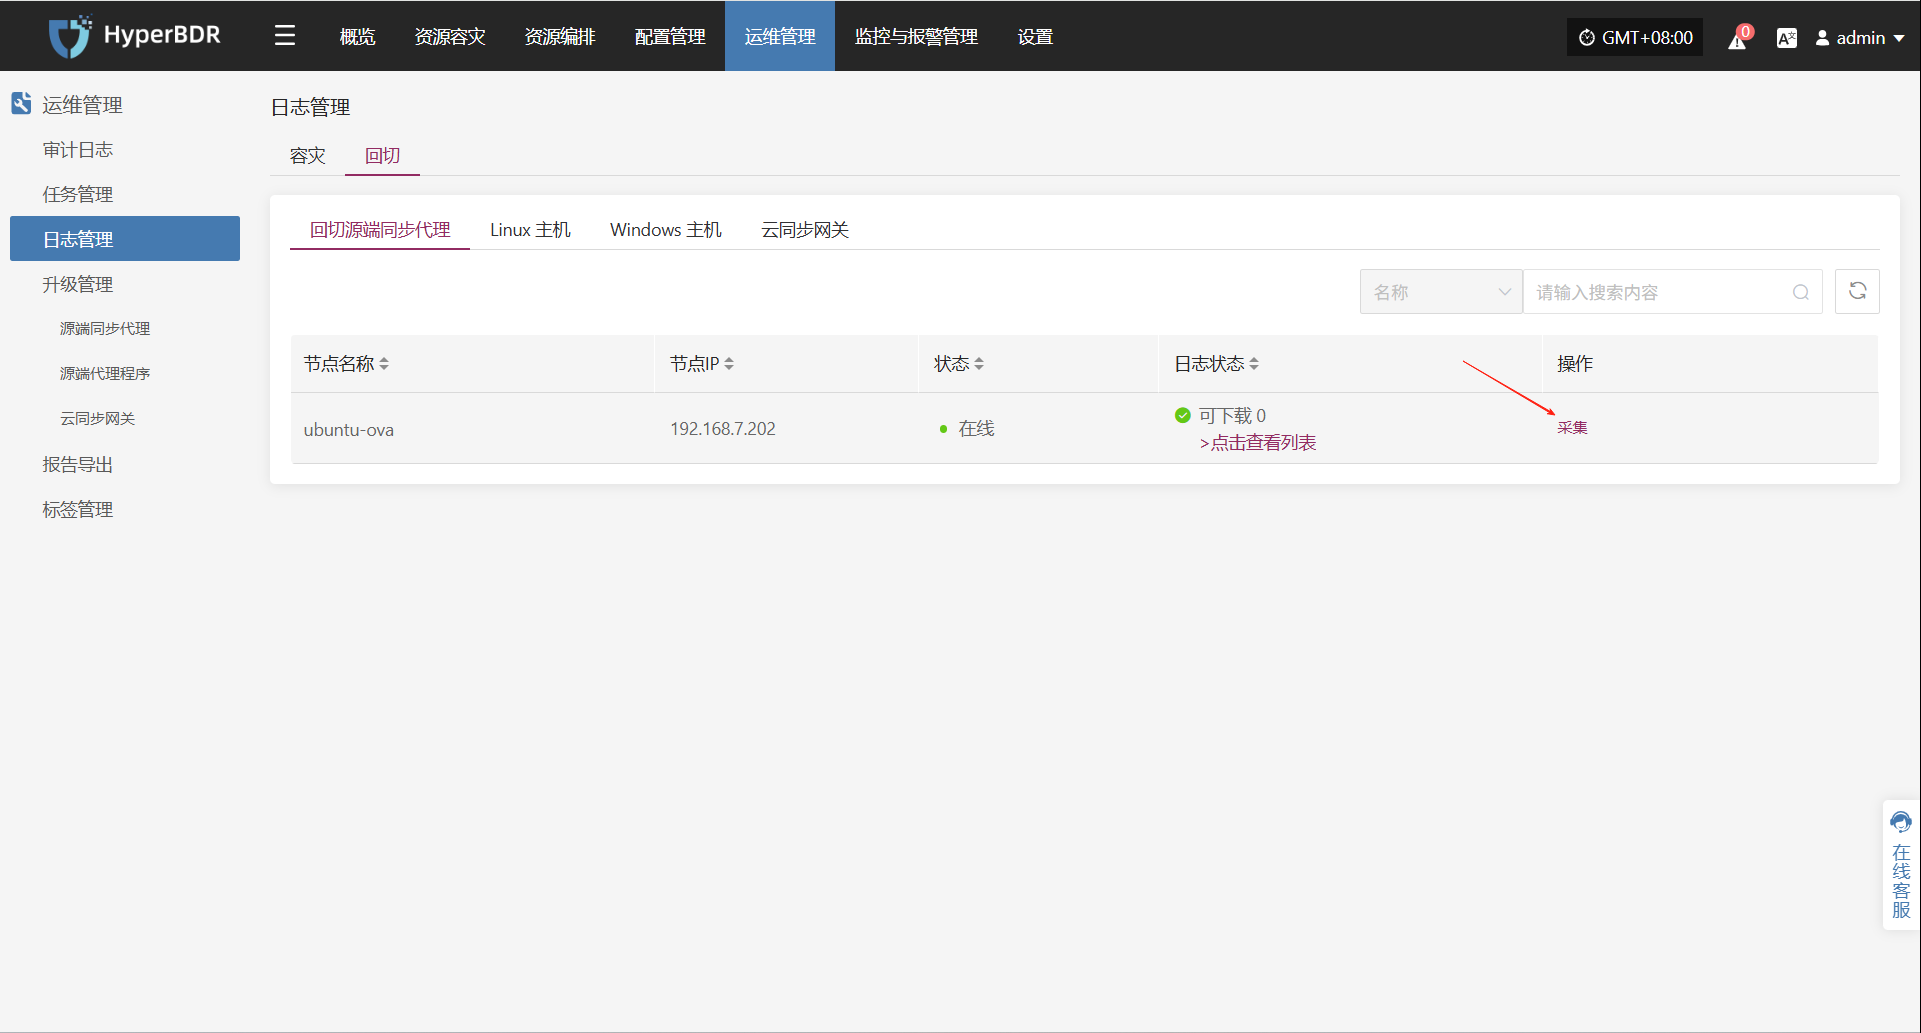 HyperBDR
概览 资源容灾 资源编排 配置管理 运维管理 监控与报警管理 设置
GMT+08:00
0
admin
运维管理
审计日志
任务管理
日志管理
升级管理
源端同步代理
源端代理程序
云同步网关
报告导出
标签管理
日志管理
容灾 回切
回切源端同步代理 Linux 主机 Windows 主机 云同步网关
名称 请输入搜索内容
节点名称 节点IP 状态 日志状态 操作
ubuntu-ova 192.168.7.202 在线 可下载 0 采集
>点击查看列表
在线客服